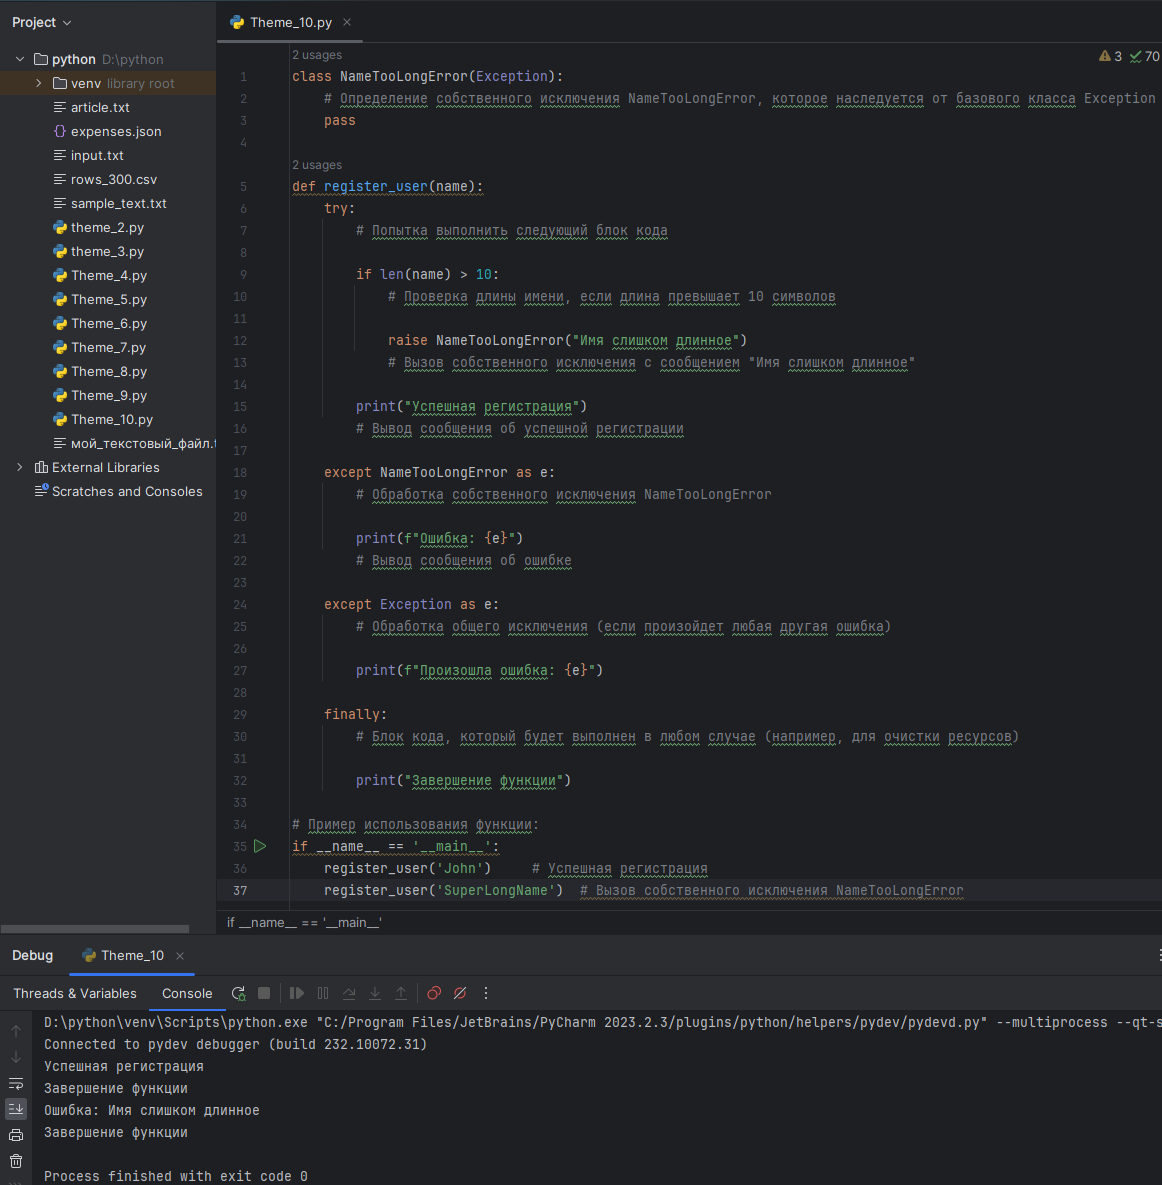 Project
Theme_10.py
python D:\python
venv library root
article.txt
expenses.json
input.txt
rows_300.csv
sample_text.txt
theme_2.py
theme_3.py
Theme_4.py
Theme_5.py
Theme_6.py
Theme_7.py
Theme_8.py
Theme_9.py
Theme_10.py
мой_текстовый_файл.
External Libraries
Scratches and Consoles
3 70
2 usages
1 class NameTooLongError(Exception):
2 # Определение собственного исключения NameTooLongError, которое наследуется от базового класса Exception
3 pass
4
2 usages
5 def register_user(name):
6 try:
7 # Попытка выполнить следующий блок кода
8
9 if len(name) > 10:
10 # Проверка длины имени, если длина превышает 10 символов
11
12 raise NameTooLongError("Имя слишком длинное")
13 # Вызов собственного исключения с сообщением "Имя слишком длинное"
14
15 print("Успешная регистрация")
16 # Вывод сообщения об успешной регистрации
17
18 except NameTooLongError as e:
19 # Обработка собственного исключения NameTooLongError
20
21 print(f"Ошибка: {e}")
22 # Вывод сообщения об ошибке
23
24 except Exception as e:
25 # Обработка общего исключения (если произойдет любая другая ошибка)
26
27 print(f"Произошла ошибка: {e}")
28
29 finally:
30 # Блок кода, который будет выполнен в любом случае (например, для очистки ресурсов)
31
32 print("Завершение функции")
33
34 # Пример использования функции:
35 if __name__ == '__main__':
36 register_user('John') # Успешная регистрация
37 register_user('SuperLongName') # Вызов собственного исключения NameTooLongError
if __name__ == '__main__'
Debug Theme_10
Threads & Variables Console
D:\python\venv\Scripts\python.exe "C:/Program Files/JetBrains/PyCharm 2023.2.3/plugins/python/helpers/pydev/pydevd.py" --multiprocess --qt-s
Connected to pydev debugger (build 232.10072.31)
Успешная регистрация
Завершение функции
Ошибка: Имя слишком длинное
Завершение функции
Process finished with exit code 0